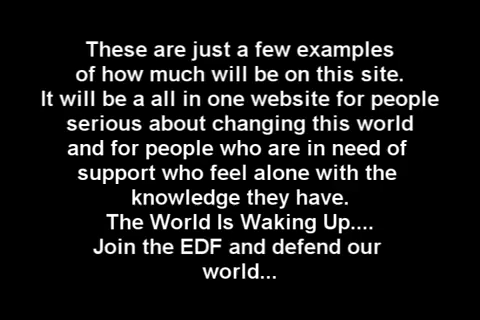 These are just a few examples
of how much will be on this site.
It will be a all in one website for people
serious about changing this world
and for people who are in need of
support who feel alone with the
knowledge they have.
The World Is Waking Up....
Join the EDF and defend our
world...